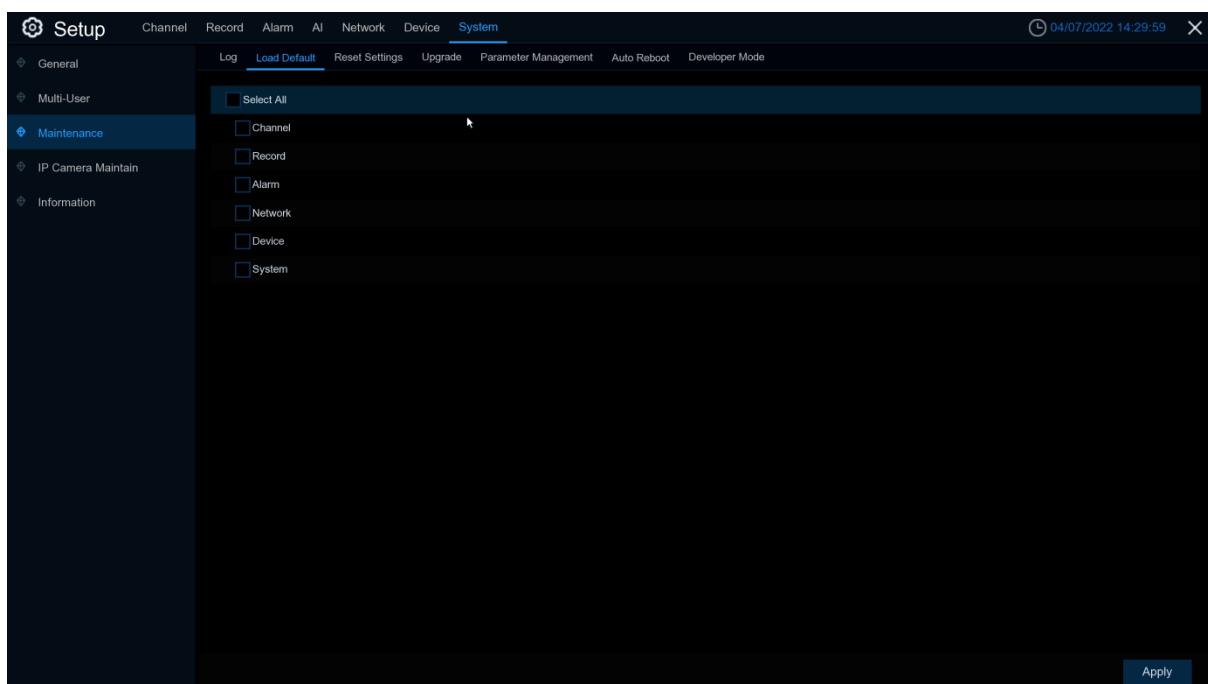 Setup Channel Record Alarm AI Network Device System 04/07/2022 14:29:59
General
Multi-User
Maintenance
IP Camera Maintain
Information
Log Load Default Reset Settings Upgrade Parameter Management Auto Reboot Developer Mode
Select All
Channel
Record
Alarm
Network
Device
System
Apply